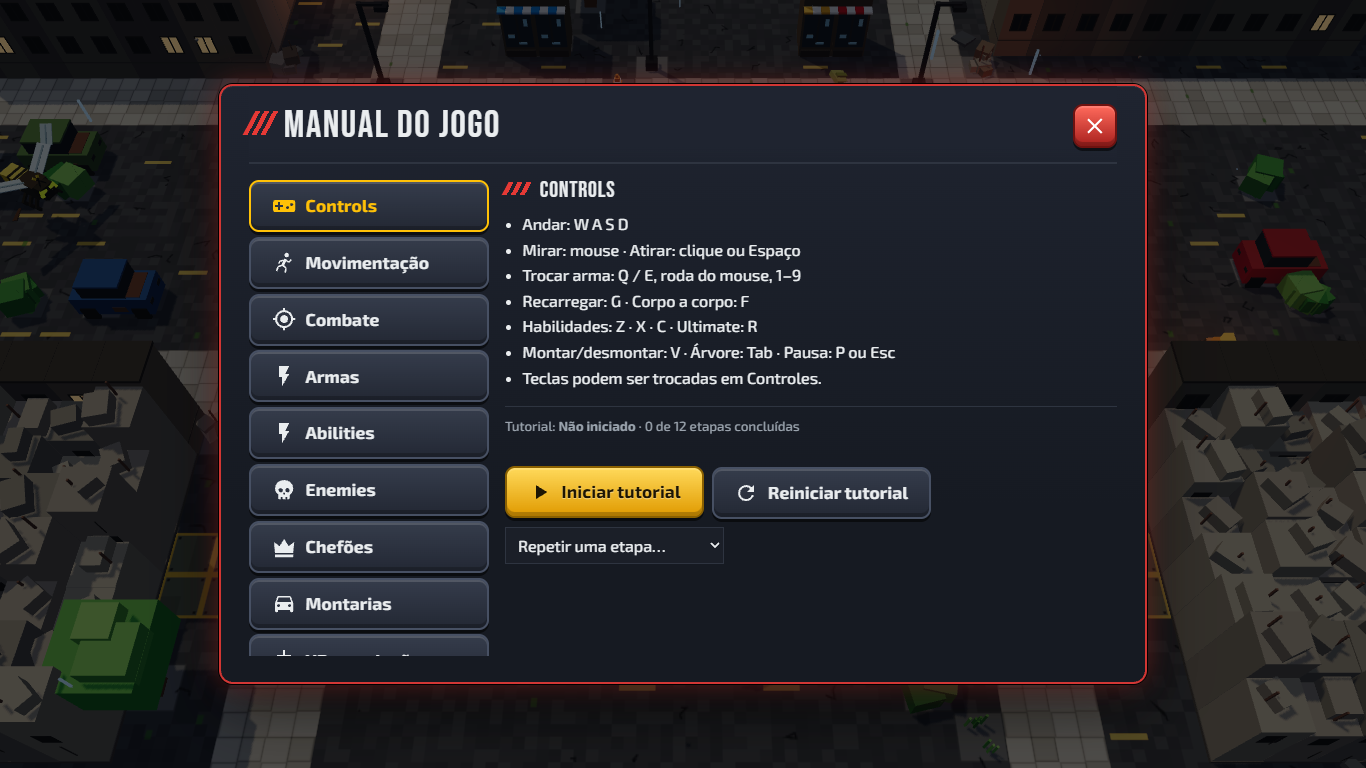 MANUAL DO JOGO
Controls
Movimentação
Combate
Armas
Abilities
Enemies
Chefões
Montarias
CONTROLS
• Andar: W A S D
• Mirar: mouse · Atirar: clique ou Espaço
• Trocar arma: Q / E, roda do mouse, 1–9
• Recarregar: G · Corpo a corpo: F
• Habilidades: Z · X · C · Ultimate: R
• Montar/desmontar: V · Árvore: Tab · Pausa: P ou Esc
• Teclas podem ser trocadas em Controles.
Tutorial: Não iniciado · 0 de 12 etapas concluídas
Iniciar tutorial
Reiniciar tutorial
Repetir uma etapa...